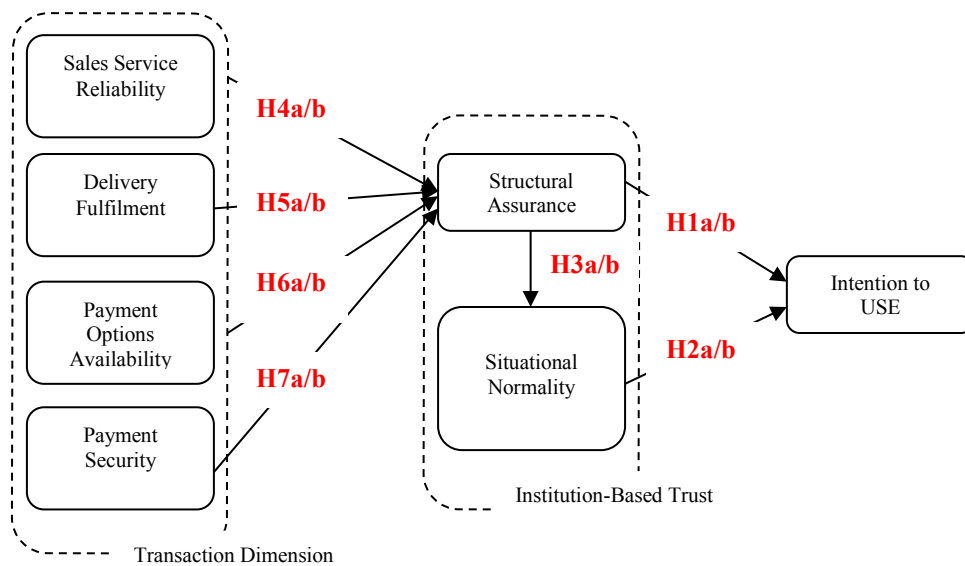 Sales Service
Reliability
H4a/b
Delivery
Fulfilment
H5a/b
Payment
Options
Availability
H6a/b
Payment
Security
H7a/b
Transaction Dimension
Structural
Assurance
H3a/b
Situational
Normality
Institution-Based Trust
H1a/b
H2a/b
Intention to
USE